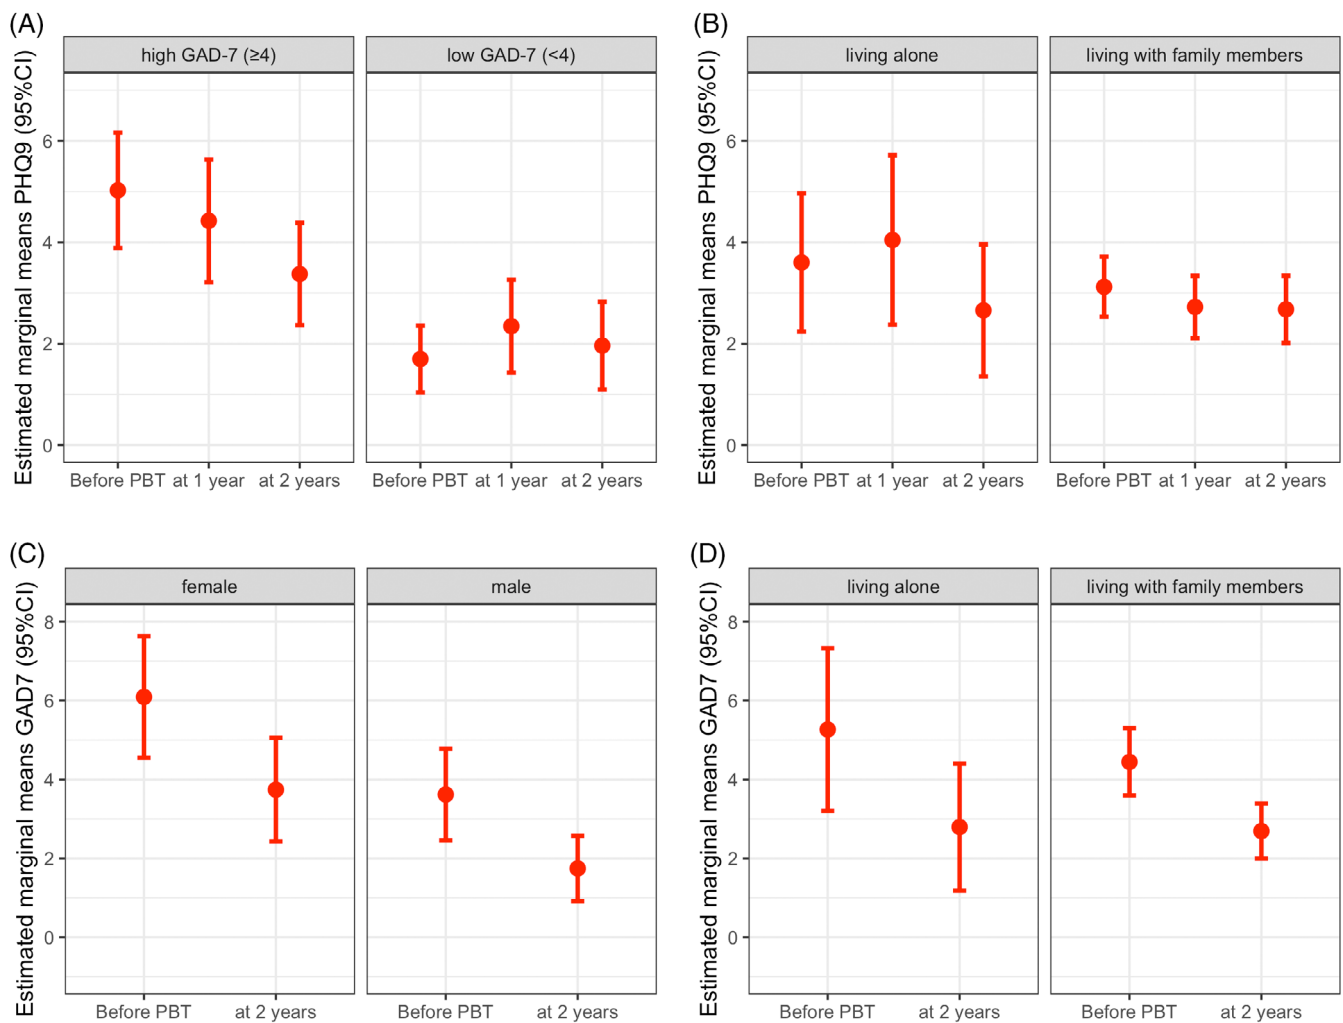 (A)
high GAD-7 (≥4)
low GAD-7 (<4)
Estimated marginal means PHQ9 (95%CI)
6
4
2
0
Before PBT
at 1 year
at 2 years
Before PBT
at 1 year
at 2 years
(B)
living alone
living with family members
Estimated marginal means PHQ9 (95%CI)
6
4
2
0
Before PBT
at 1 year
at 2 years
Before PBT
at 1 year
at 2 years
(C)
female
male
Estimated marginal means GAD7 (95%CI)
8
6
4
2
0
Before PBT
at 2 years
Before PBT
at 2 years
(D)
living alone
living with family members
Estimated marginal means GAD7 (95%CI)
8
6
4
2
0
Before PBT
at 2 years
Before PBT
at 2 years